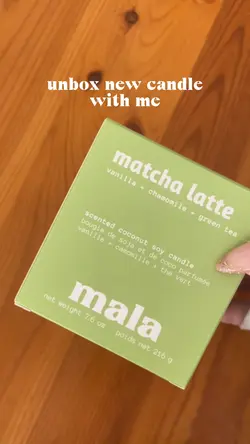 unbox new candle
with me
matcha latte
vanilla + chamomile + green tea
scented coconut soy candle
bougie de soja et de coco parfumée
vanille + camomille + thé vert
mala
net weight 7.6 oz  poids net 216 g